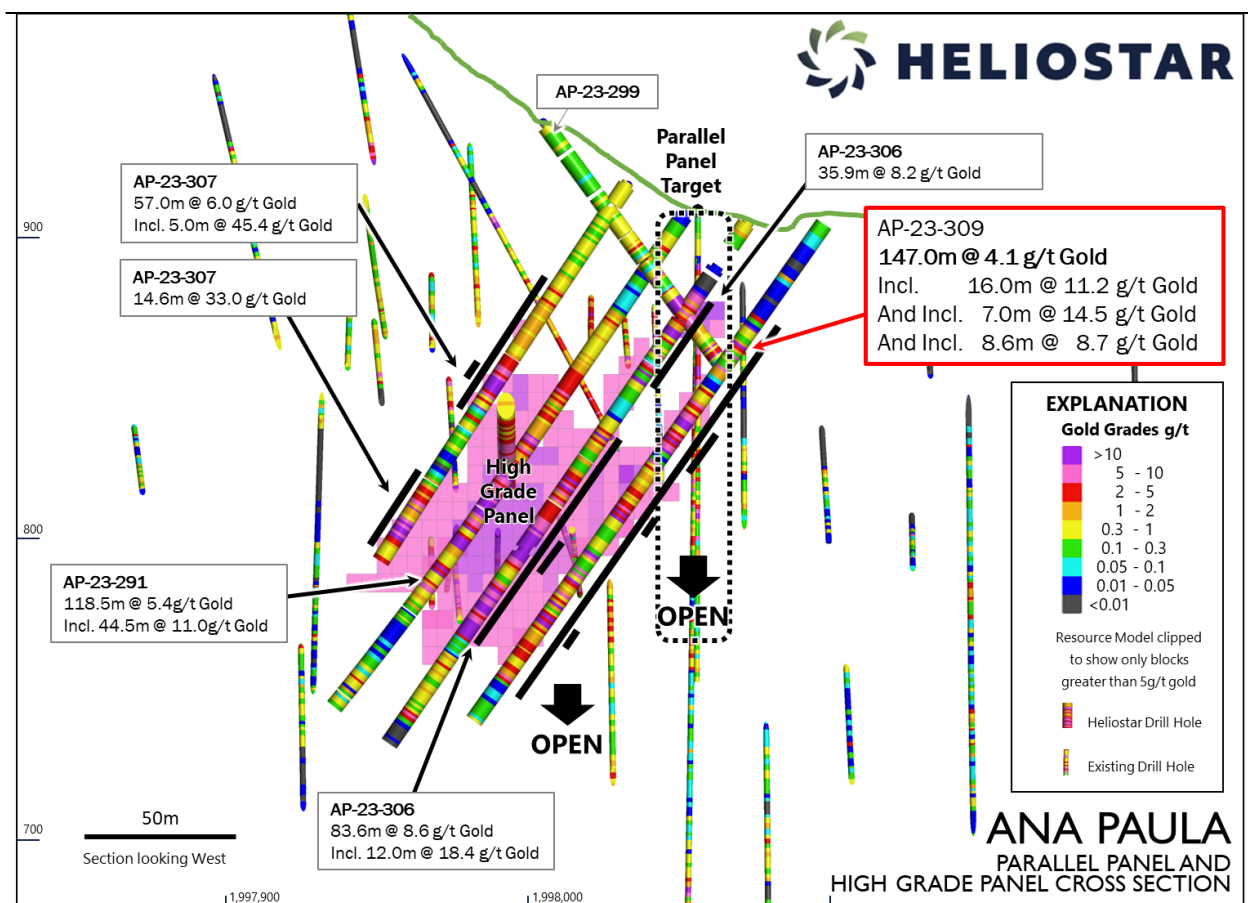 HELIOSTAR
AP-23-299
Parallel
Panel
Target
AP-23-306
35.9m @ 8.2 g/t Gold
AP-23-307
57.0m @ 6.0 g/t Gold
Incl. 5.0m @ 45.4 g/t Gold
AP-23-307
14.6m @ 33.0 g/t Gold
AP-23-309
147.0m @ 4.1 g/t Gold
Incl. 16.0m @ 11.2 g/t Gold
And Incl. 7.0m @ 14.5 g/t Gold
And Incl. 8.6m @ 8.7 g/t Gold
900
800
700
High
Grade
Panel
AP-23-291
118.5m @ 5.4g/t Gold
Incl. 44.5m @ 11.0g/t Gold
OPEN
OPEN
AP-23-306
83.6m @ 8.6 g/t Gold
Incl. 12.0m @ 18.4 g/t Gold
EXPLANATION
Gold Grades g/t
>10
5 - 10
2 - 5
1 - 2
0.3 - 1
0.1 - 0.3
0.05 - 0.1
0.01 - 0.05
<0.01
Resource Model clipped
to show only blocks
greater than 5g/t gold
Heliostar Drill Hole
Existing Drill Hole
50m
Section looking West
1,997,900
1,998,000
ANA PAULA
PARALLEL PANEL AND
HIGH GRADE PANEL CROSS SECTION